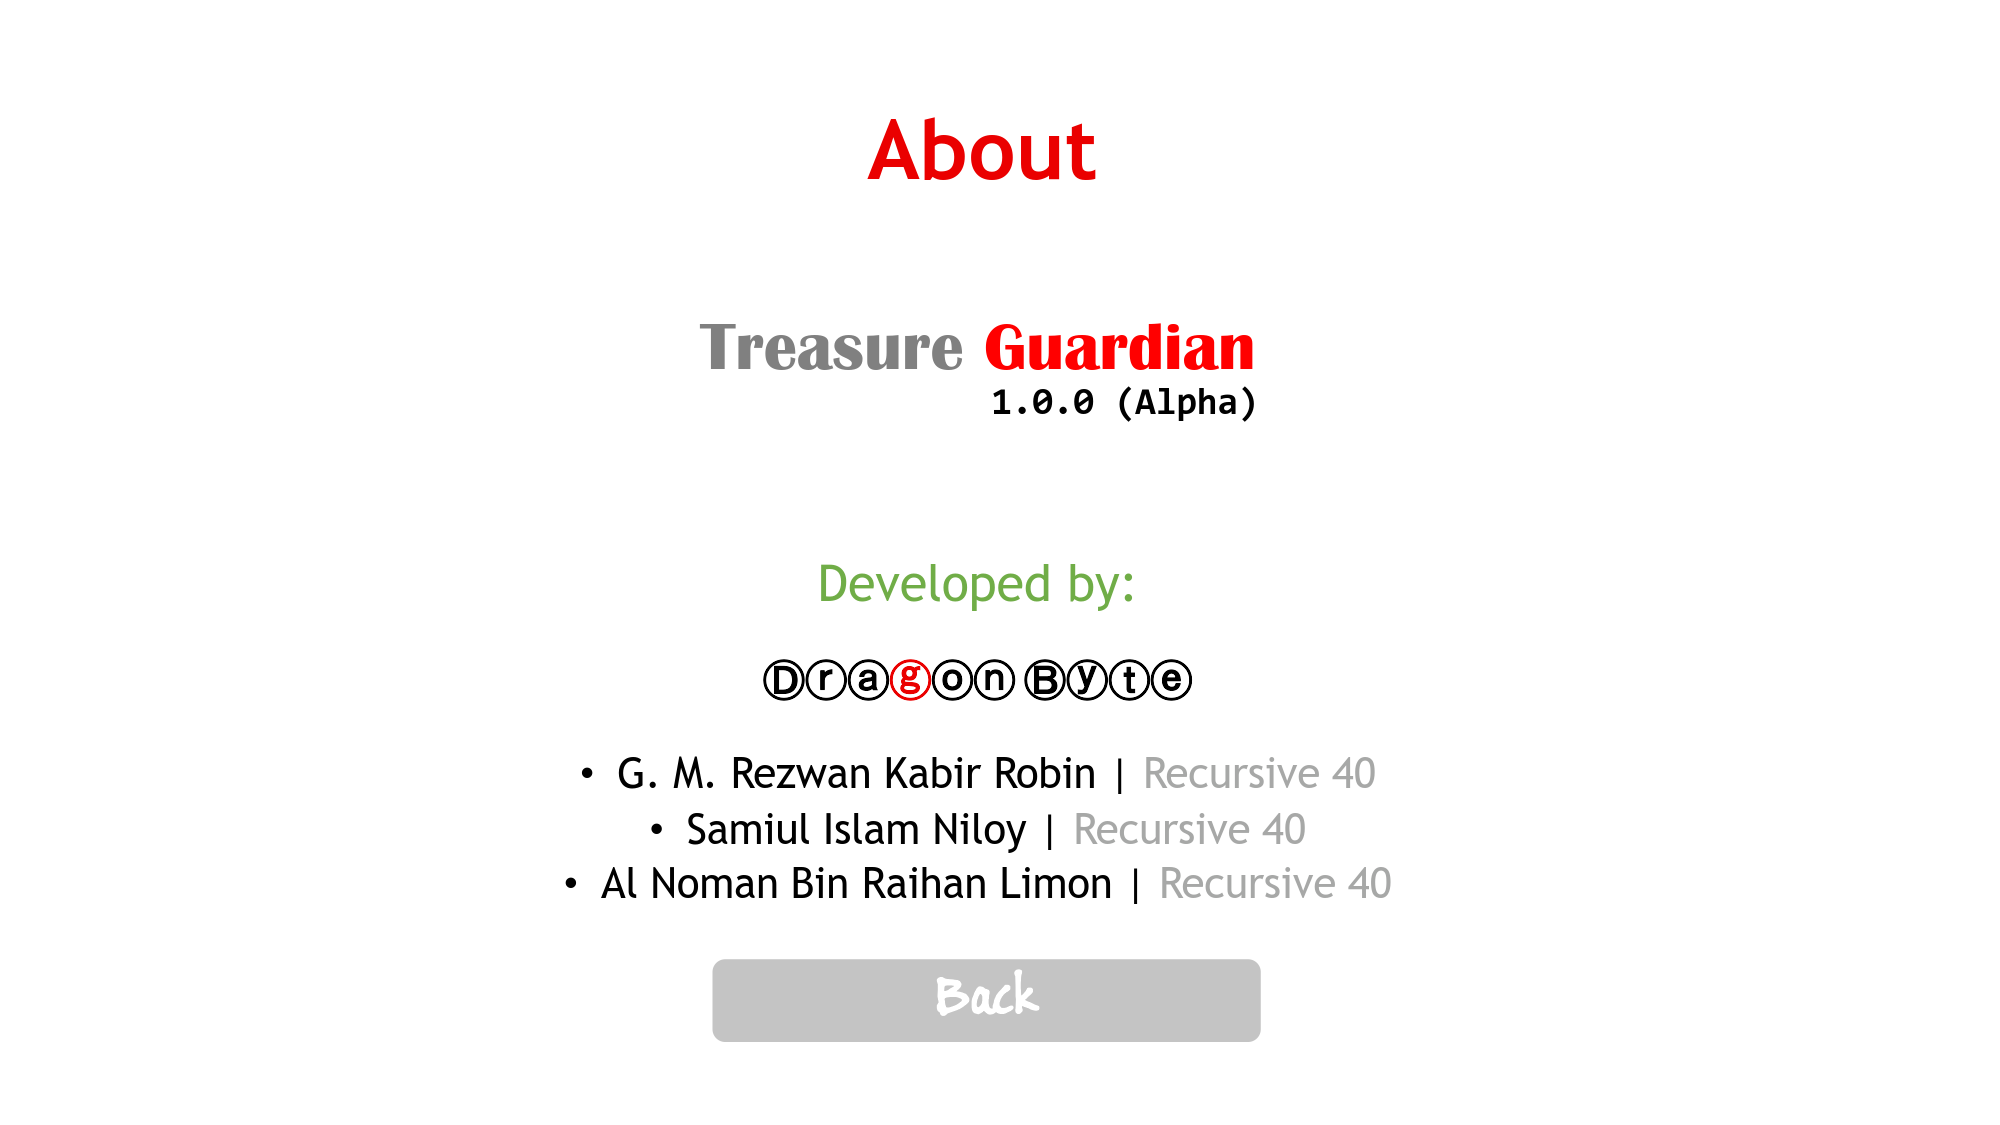 About
Treasure Guardian
1.0.0 (Alpha)
Developed by:
Ⓓⓡⓐⓖⓞⓝ Ⓑⓨⓣⓔ
• G. M. Rezwan Kabir Robin | Recursive 40
• Samiul Islam Niloy | Recursive 40
• Al Noman Bin Raihan Limon | Recursive 40
Back